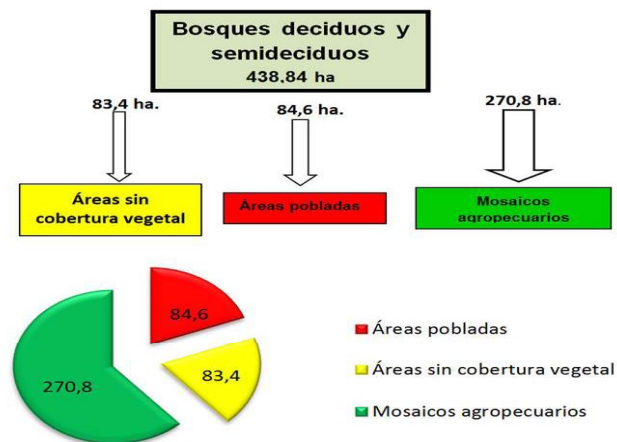 Bosques deciduos y
semideciduos
438,84 ha
83,4 ha.
84,6 ha.
270,8 ha.
Áreas sin
cobertura vegetal
Áreas pobladas
Mosaicos
agropecuarios
84,6
83,4
270,8
Áreas pobladas
Áreas sin cobertura vegetal
Mosaicos agropecuarios